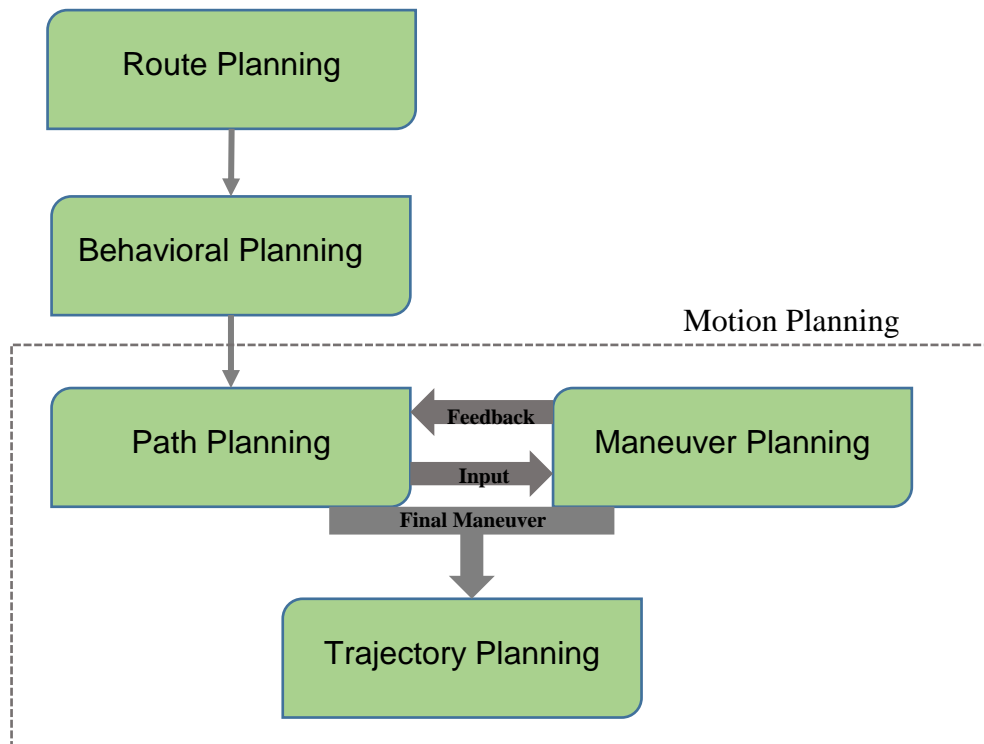 Route Planning
Behavioral Planning
Motion Planning
Path Planning
Feedback
Input
Maneuver Planning
Final Maneuver
Trajectory Planning